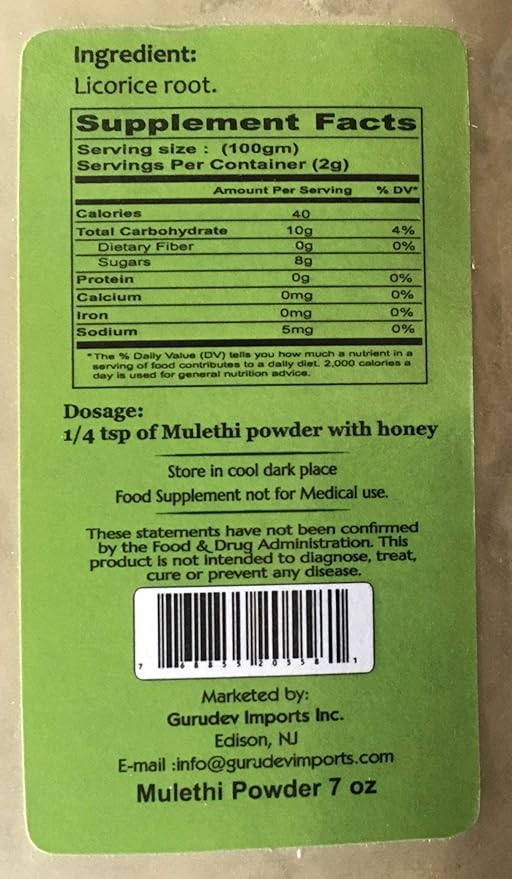 Ingredient:
Licorice root.
Supplement Facts
Serving size : (100gm)
Servings Per Container (2g)
Amount Per Serving % DV*
Calories 40
Total Carbohydrate 10g 4%
Dietary Fiber 0g 0%
Sugars 8g
Protein 0g 0%
Calcium 0mg 0%
Iron 0mg 0%
Sodium 5mg 0%
*The % Daily Value (DV) tells you how much a nutrient in a
serving of food contributes to a daily diet. 2,000 calories a
day is used for general nutrition advice.
Dosage:
1/4 tsp of Mulethi powder with honey
Store in cool dark place
Food Supplement not for Medical use.
These statements have not been confirmed
by the Food & Drug Administration. This
product is not intended to diagnose, treat,
cure or prevent any disease.
7 68855 20558 1
Marketed by:
Gurudev Imports Inc.
Edison, NJ
E-mail :info@gurudevimports.com
Mulethi Powder 7 oz